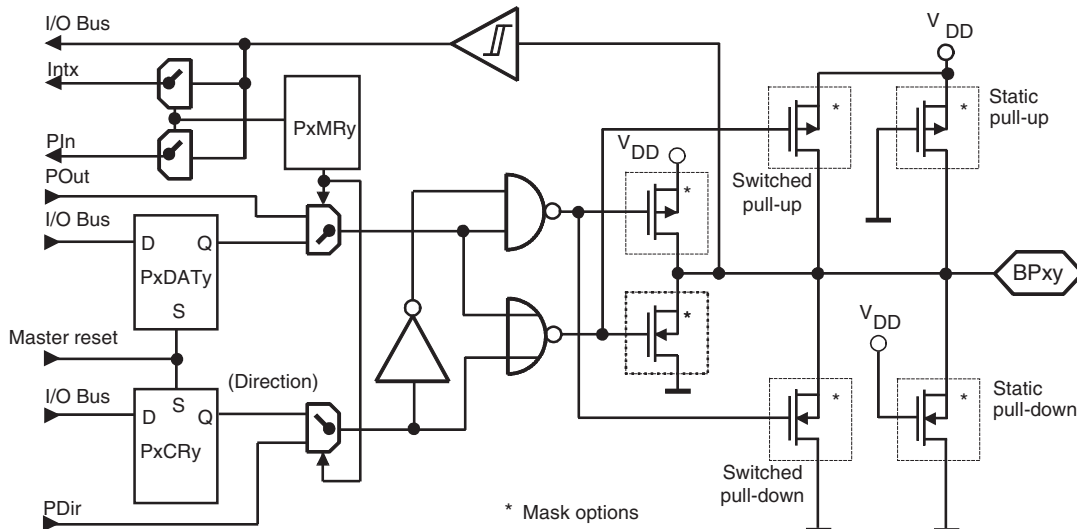 I/O Bus
V
DD
Intx
PxMRy
*
*
Static
pull-up
PIn
V
DD
POut
Switched
pull-up
*
I/O Bus
D
Q
PxDATy
BPxy
S
*
V
DD
Master reset
I/O Bus
(Direction)
S
D
Q
*
*
Static
pull-down
PxCRy
Switched
pull-down
PDir
* Mask options